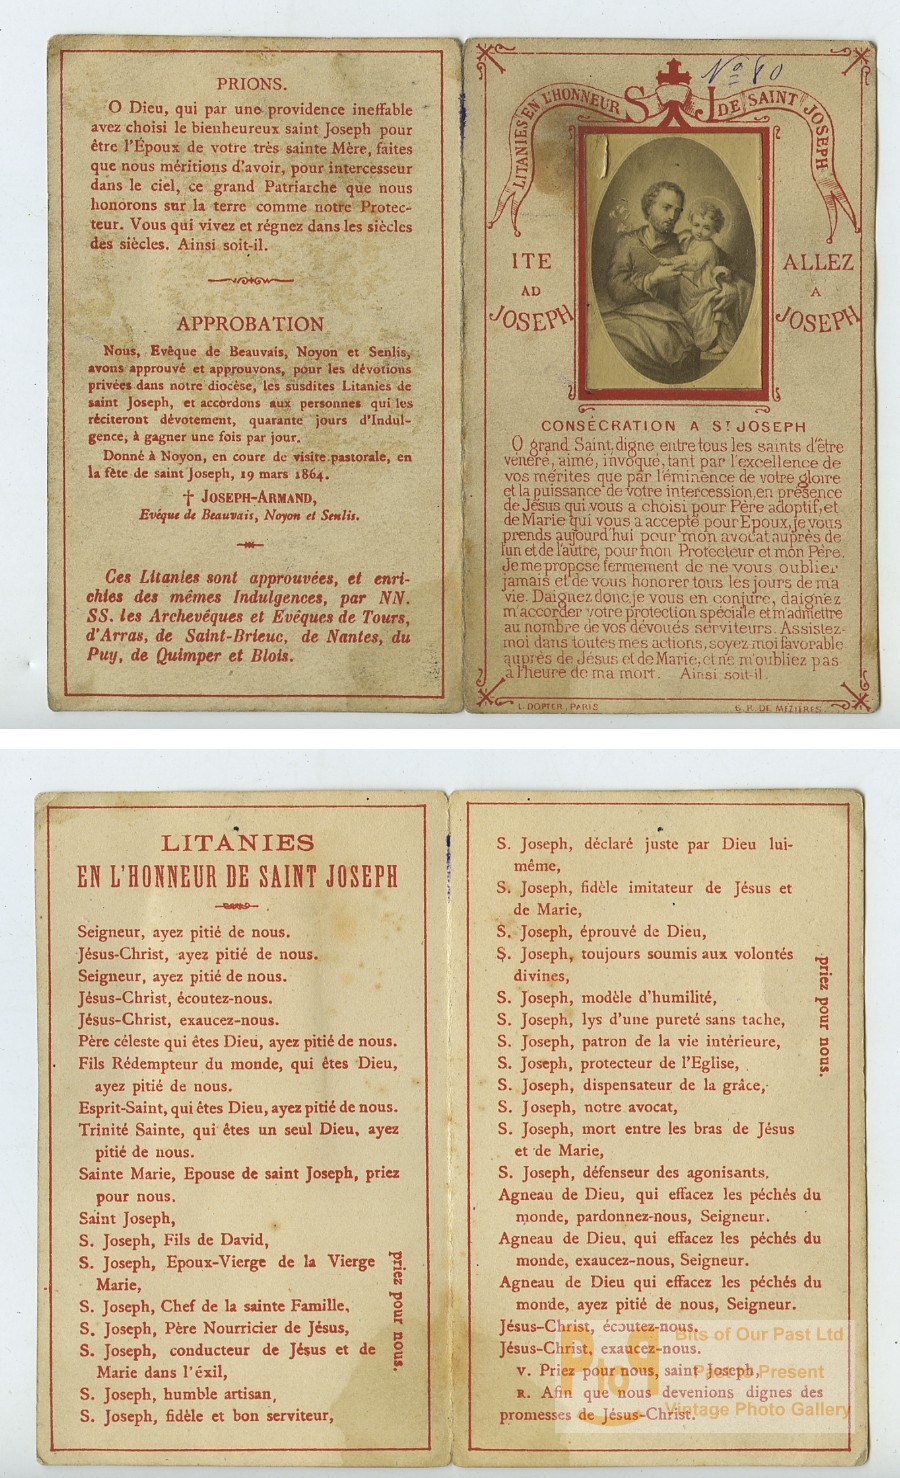 PRIONS.
O Dieu, qui par une providence ineffable
avez choisi le bienheureux saint Joseph pour
être l'Époux de votre très sainte Mère, faites
que nous méritions d'avoir, pour intercesseur
dans le ciel, ce grand Patriarche que nous
honorons sur la terre comme notre Protec-
teur. Vous qui vivez et régnez dans les siècles
des siècles. Ainsi soit-il.
APPROBATION
Nous, Evêque de Beauvais, Noyon et Senlis,
avons approuvé et approuvons, pour les dévotions
privées dans notre diocèse, les susdites Litanies de
saint Joseph, et accordons aux personnes qui les
réciteront dévotement, quarante jours d'Indul-
gence, à gagner une fois par jour.
Donné à Noyon, en cours de visite pastorale, en
la fête de saint Joseph, 19 mars 1864.
† JOSEPH-ARMAND,
Evêque de Beauvais, Noyon et Senlis.
Ces Litanies sont approuvées, et enri-
chies des mêmes Indulgences, par NN.
SS. les Archevéques et Evéques de Tours,
d'Arras, de Saint-Brieuc, de Nantes, du
Puy, de Quimper et Blois.
Nº 80
LITANIES EN L'HONNEUR DE SAINT JOSEPH
S J
ITE
AD
JOSEPH
ALLEZ
A
JOSEPH
CONSÉCRATION A ST JOSEPH
O grand Saint, digne entre tous les saints d'être
vénéré, aimé, invoqué, tant par l'excellence de
vos mérites que par l'éminence de votre gloire
et la puissance de votre intercession, en présence
de Jésus qui vous a choisi pour Père adoptif, et
de Marie qui vous a accepté pour Epoux, je vous
prends aujourd'hui pour mon avocat auprès de
l'un et de l'autre, pour mon Protecteur et mon Père.
Je me propose fermement de ne vous oublier
jamais et de vous honorer tous les jours de ma
vie. Daignez donc, je vous en conjure, daignez
m'accorder votre protection spéciale et m'admettre
au nombre de vos dévoués serviteurs. Assistez-
moi dans toutes mes actions, soyez moi favorable
auprès de Jésus et de Marie, et ne m'oubliez pas
à l'heure de ma mort. Ainsi soit-il.
L. DOPTER, PARIS
6. R. DE MÉZIÈRES.
LITANIES
EN L'HONNEUR DE SAINT JOSEPH
Seigneur, ayez pitié de nous.
Jésus-Christ, ayez pitié de nous.
Seigneur, ayez pitié de nous.
Jésus-Christ, écoutez-nous.
Jésus-Christ, exaucez-nous.
Père céleste qui êtes Dieu, ayez pitié de nous.
Fils Rédempteur du monde, qui êtes Dieu,
ayez pitié de nous.
Esprit-Saint, qui êtes Dieu, ayez pitié de nous.
Trinité Sainte, qui êtes un seul Dieu, ayez
pitié de nous.
Sainte Marie, Epouse de saint Joseph, priez
pour nous.
Saint Joseph,
S. Joseph, Fils de David,
S. Joseph, Epoux-Vierge de la Vierge
Marie,
S. Joseph, Chef de la sainte Famille,
S. Joseph, Père Nourricier de Jésus,
S. Joseph, conducteur de Jésus et de
Marie dans l'éxil,
S. Joseph, humble artisan,
S. Joseph, fidèle et bon serviteur,
priez pour nous.
S. Joseph, déclaré juste par Dieu lui-
même,
S. Joseph, fidèle imitateur de Jésus et
de Marie,
S. Joseph, éprouvé de Dieu,
S. Joseph, toujours soumis aux volontés
divines,
S. Joseph, modèle d'humilité,
S. Joseph, lys d'une pureté sans tache,
S. Joseph, patron de la vie intèrieure,
S. Joseph, protecteur de l'Eglise,
S. Joseph, dispensateur de la grâce,
S. Joseph, notre avocat,
S. Joseph, mort entre les bras de Jésus
et de Marie,
S. Joseph, défenseur des agonisants.
priez pour nous.
Agneau de Dieu, qui effacez les péchés du
monde, pardonnez-nous, Seigneur.
Agneau de Dieu, qui effacez les péchés du
monde, exaucez-nous, Seigneur.
Agneau de Dieu qui effacez les péchés du
monde, ayez pitié de nous, Seigneur.
Jésus-Christ, écoutez-nous.
Jésus-Christ, exaucez-nous.
V. Priez pour nous, saint Joseph,
R. Afin que nous devenions dignes des
promesses de Jésus-Christ.
PoP
Bits of Our Past Ltd
Past to Present
Vintage Photo Gallery